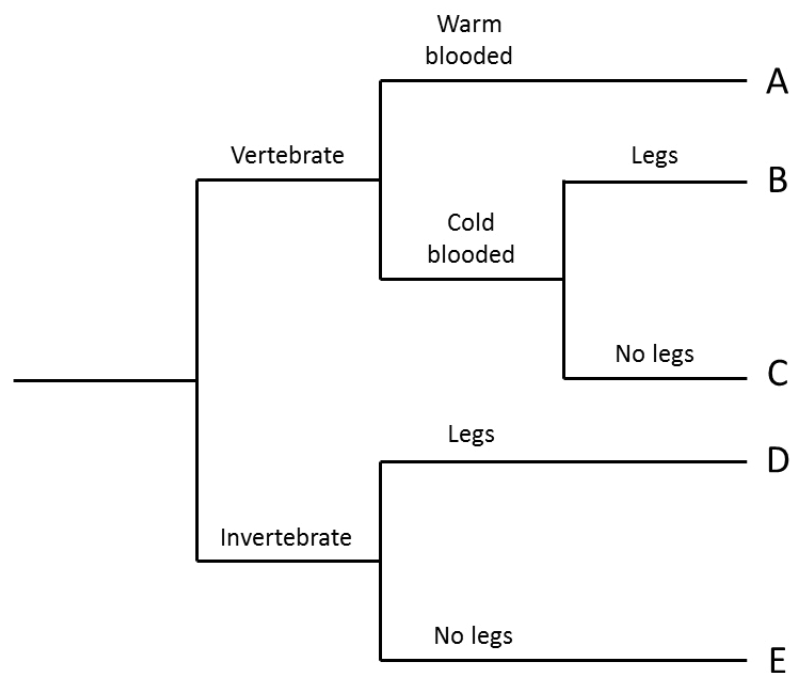 Warm
blooded
A
Vertebrate
Legs
B
Cold
blooded
No legs
C
Legs
D
Invertebrate
No legs
E